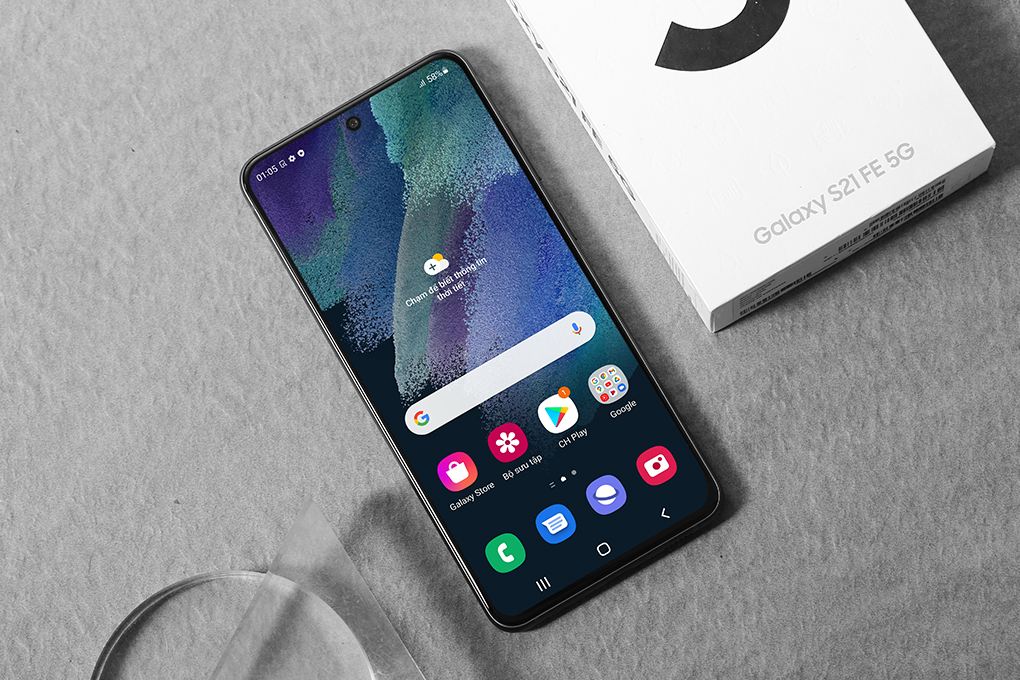 01:05
58%
Chạm để biết thông tin
thời tiết
1
Galaxy Store
Bộ sưu tập
CH Play
Google
Galaxy S21 FE 5G